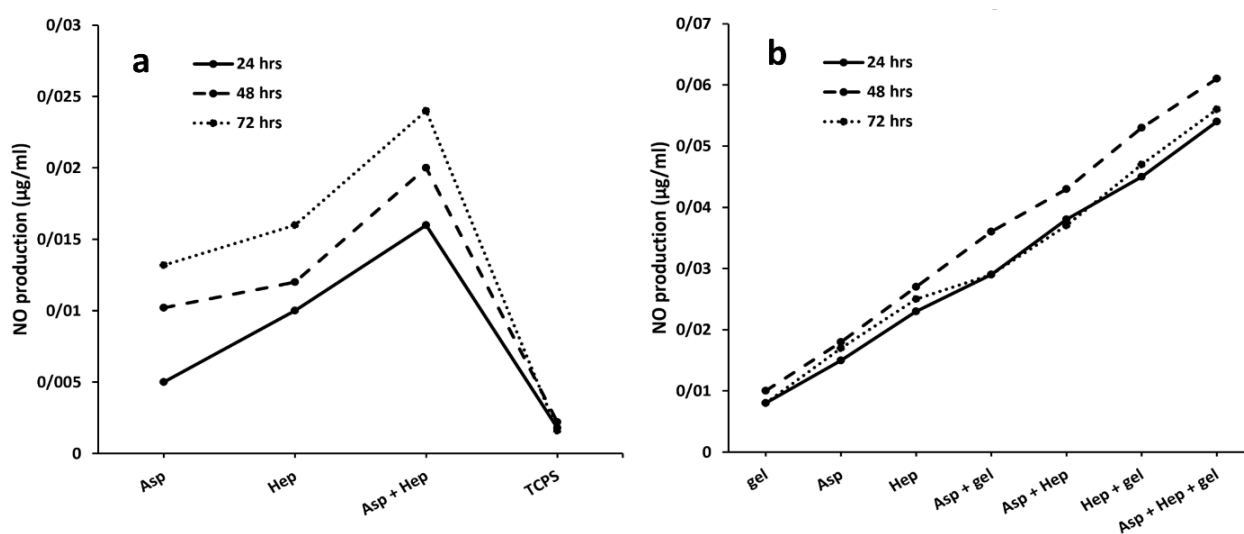 a
24 hrs
48 hrs
72 hrs
NO production (µg/ml)
0/03
0/025
0/02
0/015
0/01
0/005
0
Asp
Hep
Asp + Hep
TCPS
b
24 hrs
48 hrs
72 hrs
NO production (µg/ml)
0/07
0/06
0/05
0/04
0/03
0/02
0/01
0
gel
Asp
Hep
Asp + gel
Asp + Hep
Hep + gel
Asp + Hep + gel